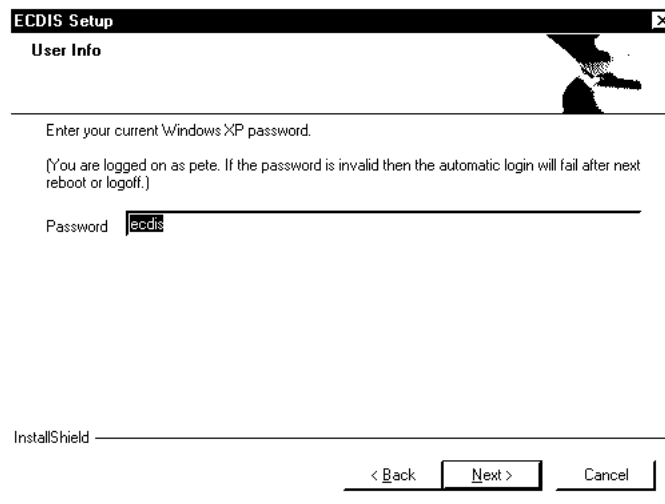 ECDIS Setup
User Info
Enter your current Windows XP password.
(You are logged on as pete. If the password is invalid then the automatic login will fail after next
reboot or logoff.)
Password ecdis
InstallShield
< Back Next > Cancel